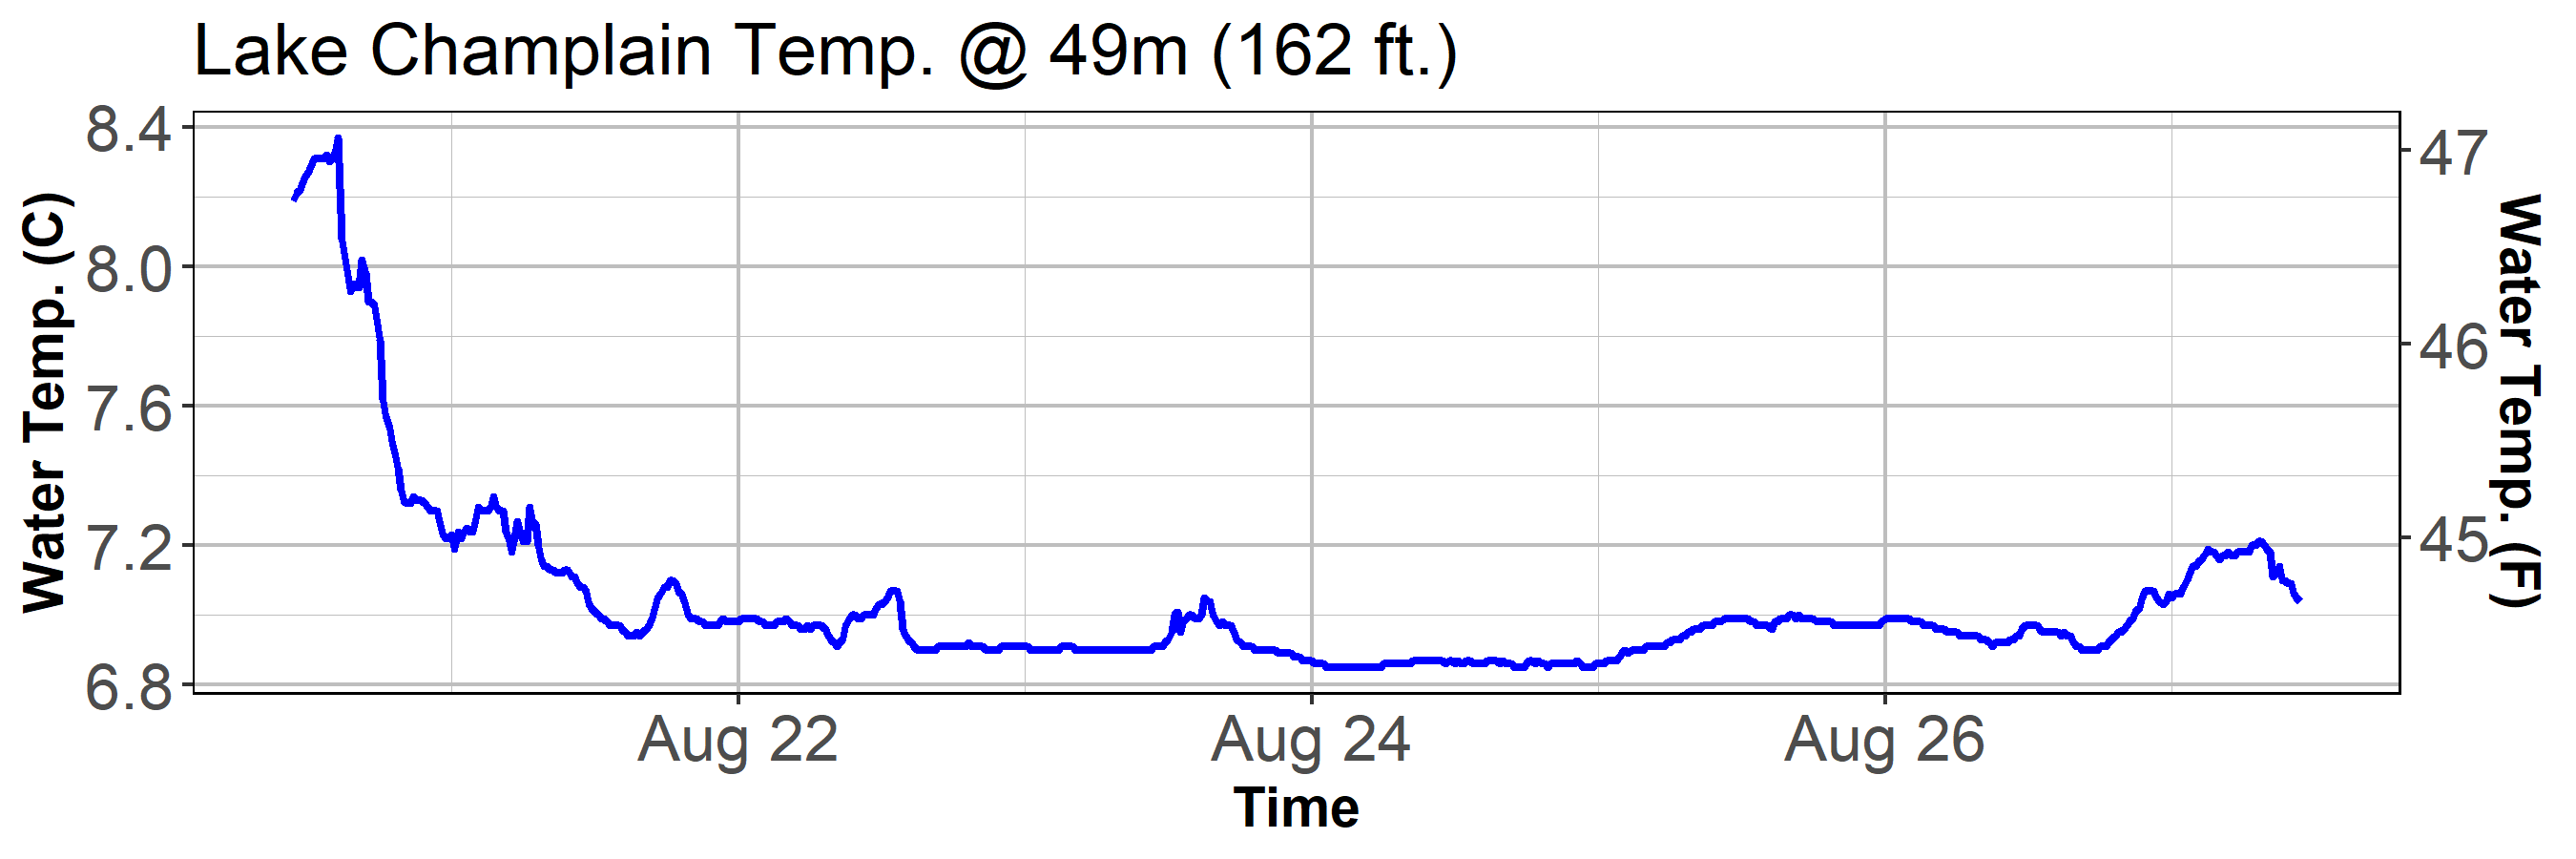 Lake Champlain Temp. @ 49m (162 ft.)
Water Temp. (C)
8.4
8.0
7.6
7.2
6.8
47
46
45
Water Temp. (F)
Aug 22
Aug 24
Aug 26
Time